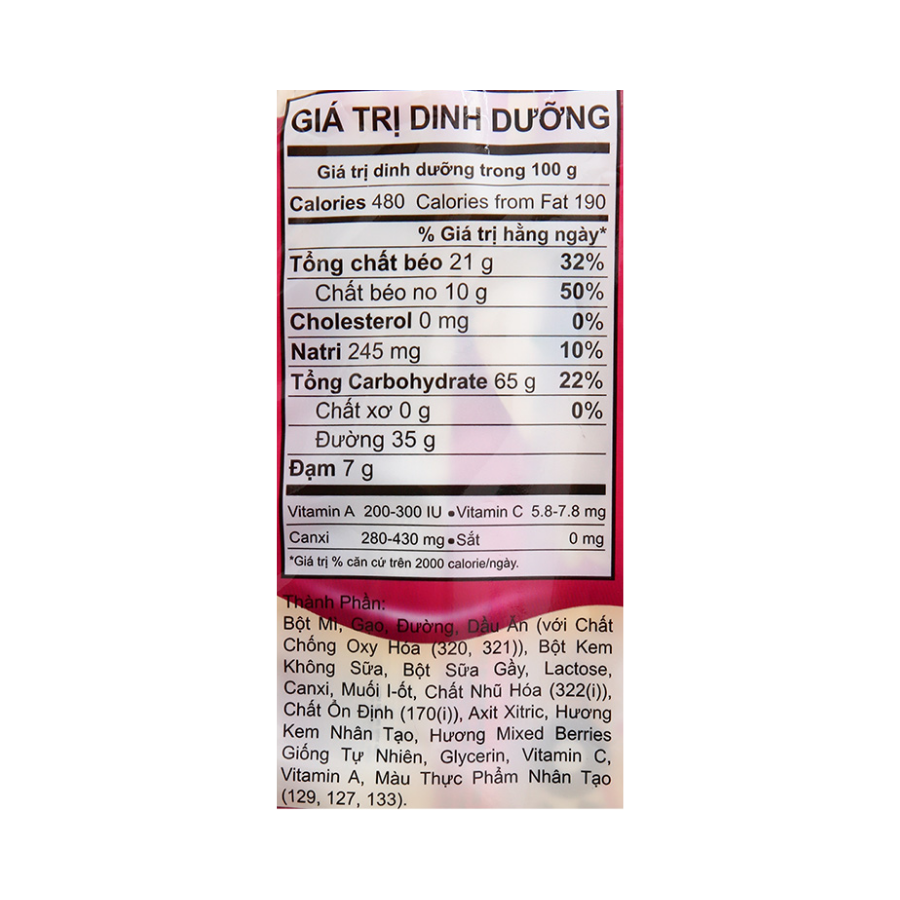 GIÁ TRỊ DINH DƯỠNG
Giá trị dinh dưỡng trong 100 g
Calories 480 Calories from Fat 190
% Giá trị hằng ngày*
Tổng chất béo 21 g 32%
Chất béo no 10 g 50%
Cholesterol 0 mg 0%
Natri 245 mg 10%
Tổng Carbohydrate 65 g 22%
Chất xơ 0 g 0%
Đường 35 g
Đạm 7 g
Vitamin A 200-300 IU • Vitamin C 5.8-7.8 mg
Canxi 280-430 mg • Sắt 0 mg
*Giá trị % căn cứ trên 2000 calorie/ngày.
Thành Phần:
Bột Mì, Gạo, Đường, Dầu Ăn (với Chất
Chống Oxy Hóa (320, 321)), Bột Kem
Không Sữa, Bột Sữa Gầy, Lactose,
Canxi, Muối I-ốt, Chất Nhũ Hóa (322(i)),
Chất Ổn Định (170(i)), Axit Xitric, Hương
Kem Nhân Tạo, Hương Mixed Berries
Giống Tự Nhiên, Glycerin, Vitamin C,
Vitamin A, Màu Thực Phẩm Nhân Tạo
(129, 127, 133).